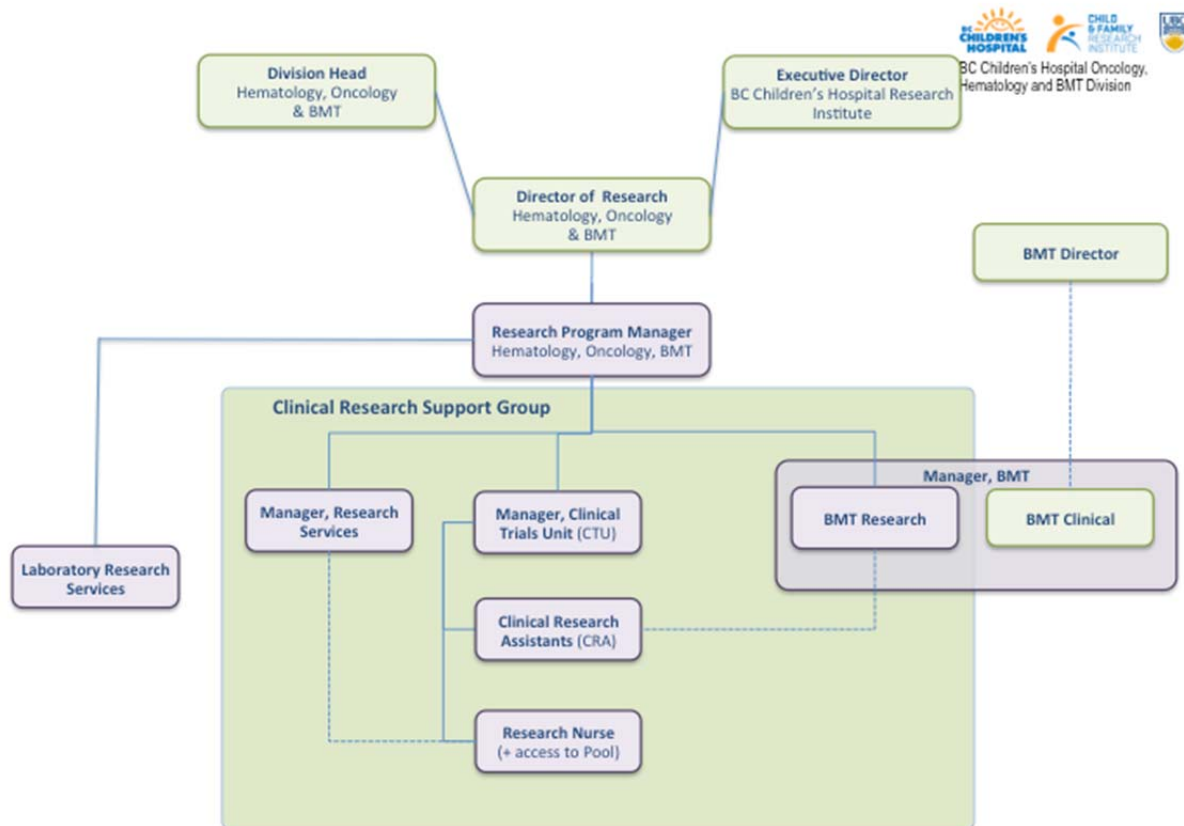 BC
CHILDREN'S
HOSPITAL
CHILD
& FAMILY
RESEARCH
INSTITUTE
UBC
BC Children's Hospital Oncology,
Hematology and BMT Division
Division Head
Hematology, Oncology
& BMT
Executive Director
BC Children's Hospital Research
Institute
Director of Research
Hematology, Oncology
& BMT
BMT Director
Research Program Manager
Hematology, Oncology, BMT
Clinical Research Support Group
Manager, BMT
Manager, Research
Services
Manager, Clinical
Trials Unit (CTU)
BMT Research
BMT Clinical
Laboratory Research
Services
Clinical Research
Assistants (CRA)
Research Nurse
(+ access to Pool)